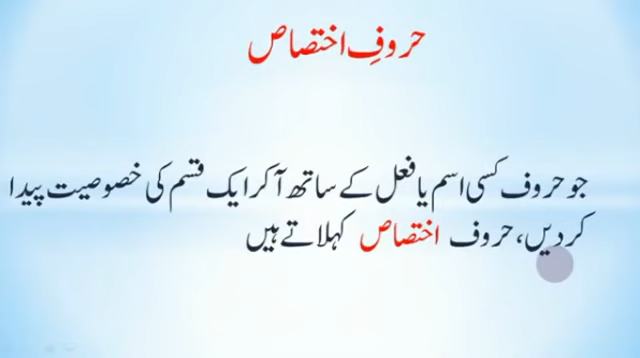 حروفِ اختصاص
جو حروف کسی اسم یا فعل کے ساتھ آ کر ایک قسم کی خصوصیت پیدا
کر دیں، حروف اختصاص کہلاتے ہیں